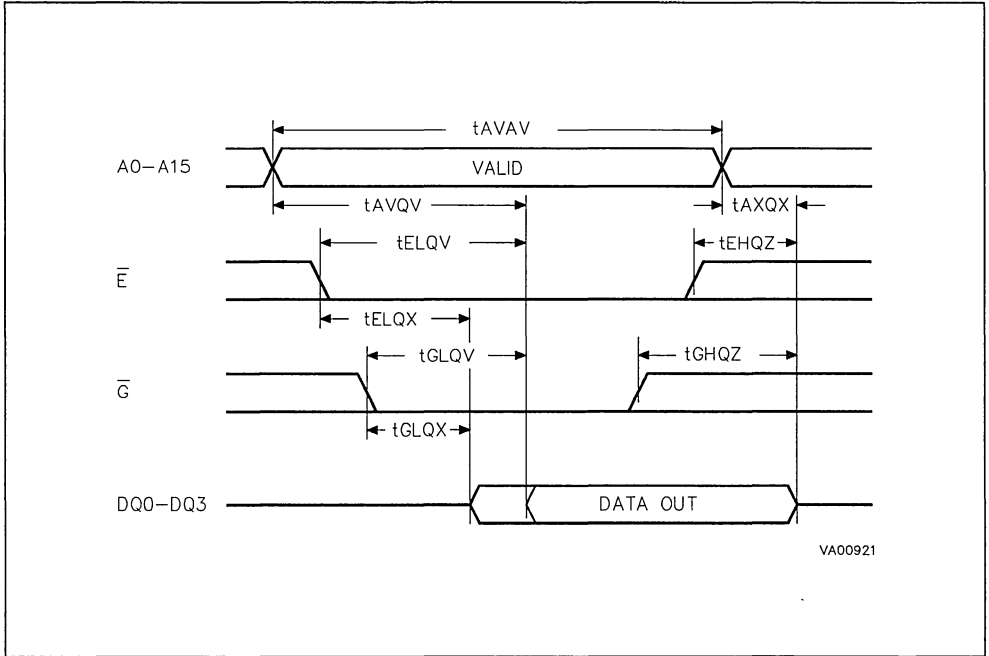 tAVAV
A0-A15
VALID
tAVQV
tAXQX
tELQV
tEHQZ
E̅
tELQX
tGLQV
tGHQZ
G̅
tGLQX
DQ0-DQ3
DATA OUT
VA00921